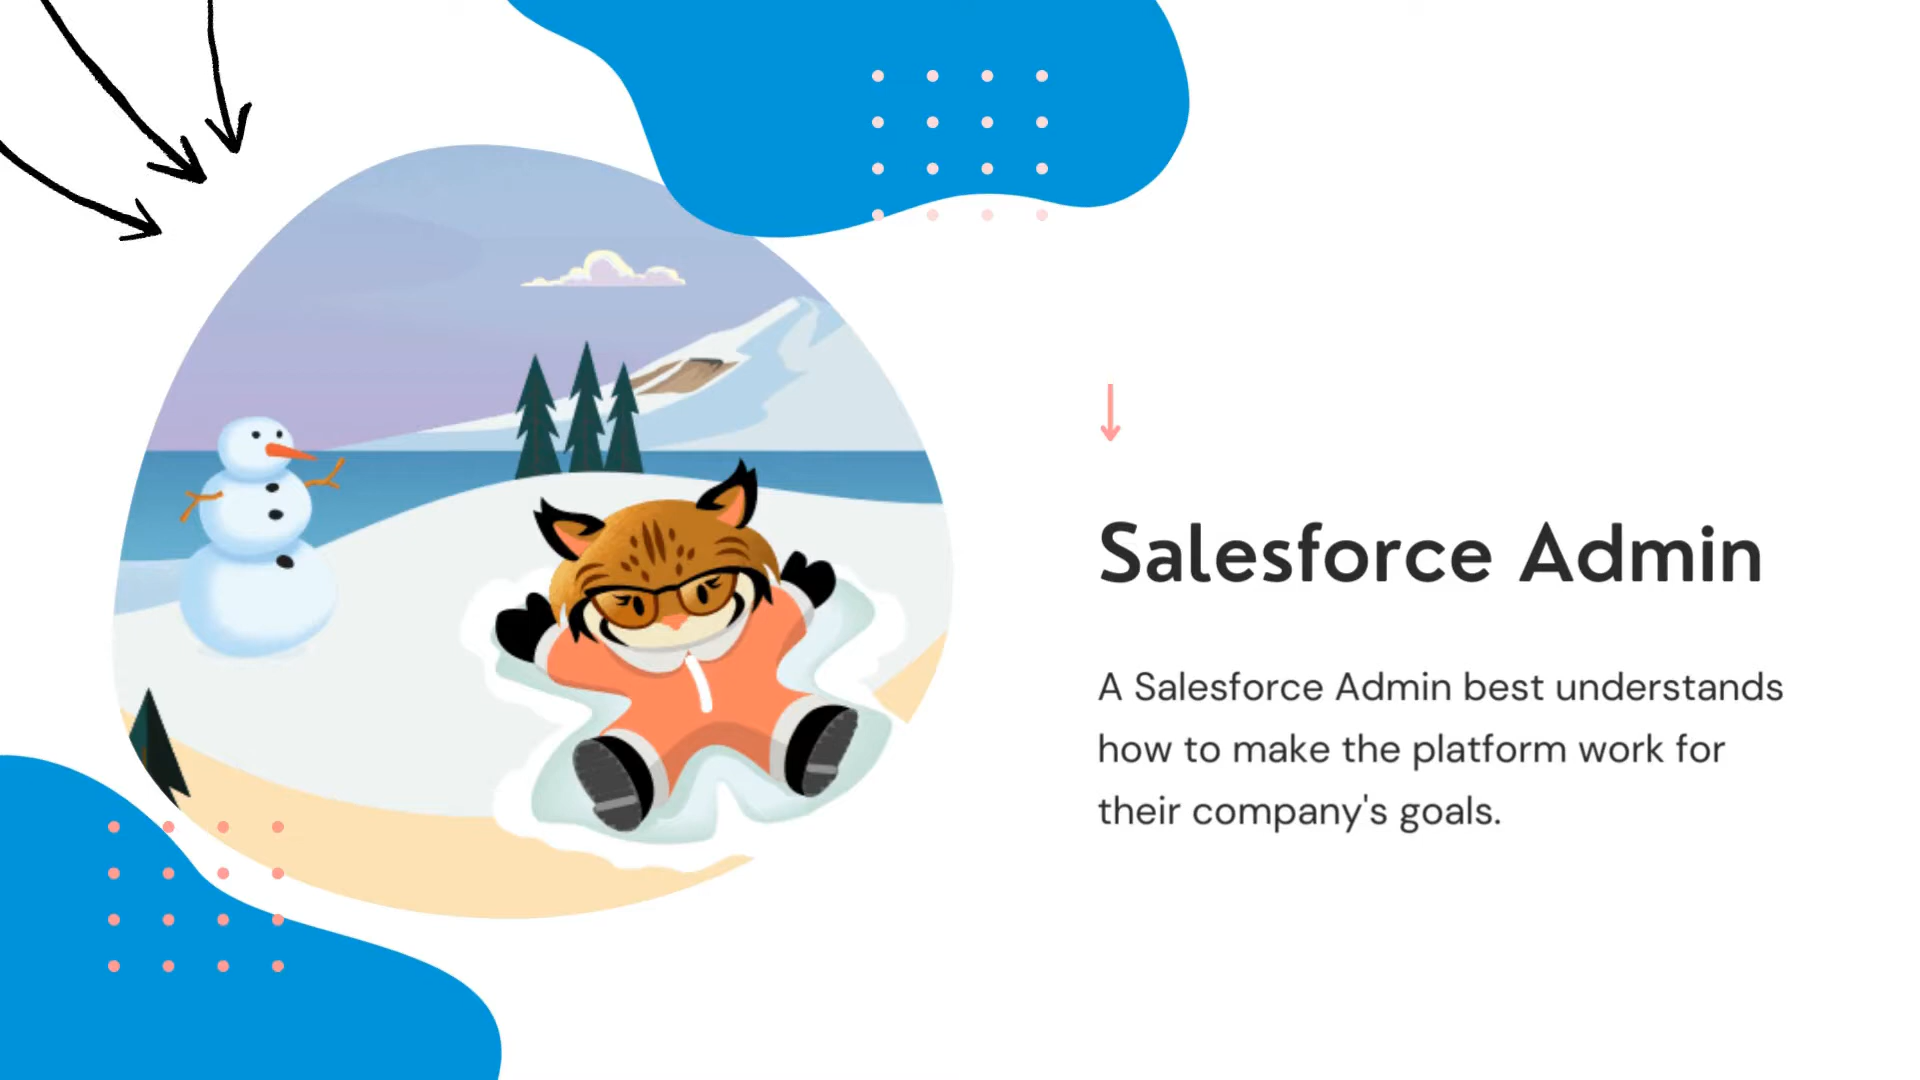 Salesforce Admin
A Salesforce Admin best understands
how to make the platform work for
their company's goals.